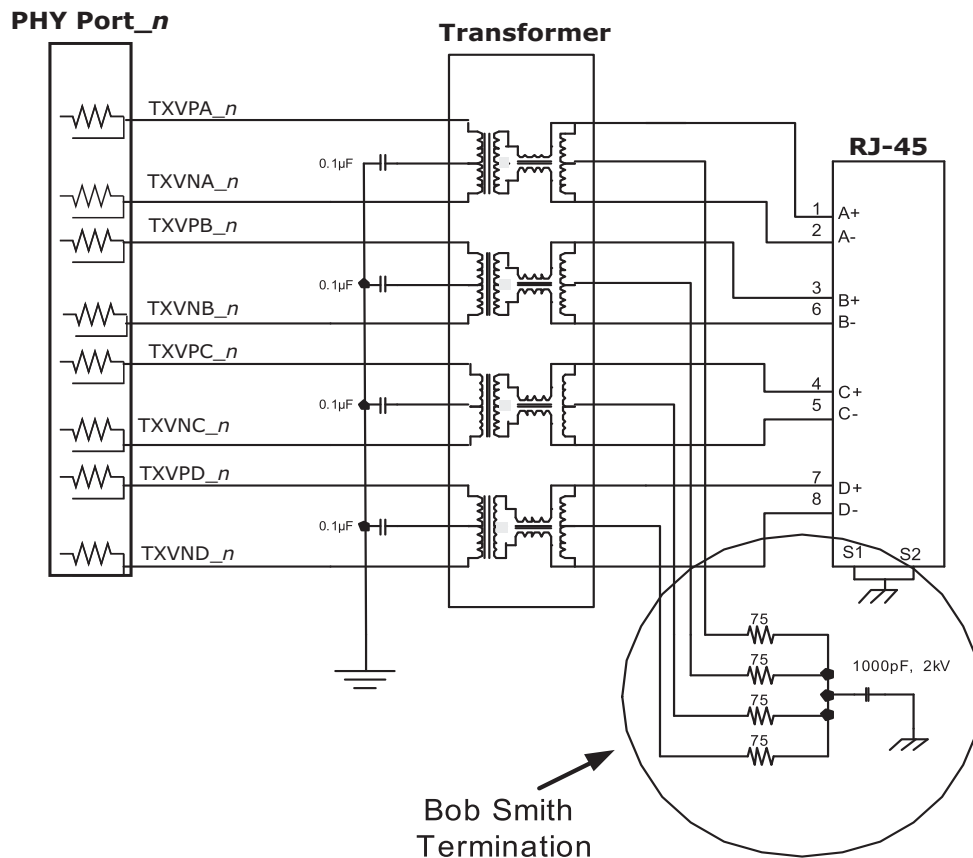 PHY Port_n
Transformer
RJ-45
TXVPA_n
0.1µF
TXVNA_n
TXVPB_n
0.1µF
TXVNB_n
TXVPC_n
0.1µF
TXVNC_n
TXVPD_n
0.1µF
TXVND_n
1 A+
2 A-
3 B+
6 B-
4 C+
5 C-
7 D+
8 D-
S1 S2
75
75
75
75
1000pF, 2kV
Bob Smith
Termination